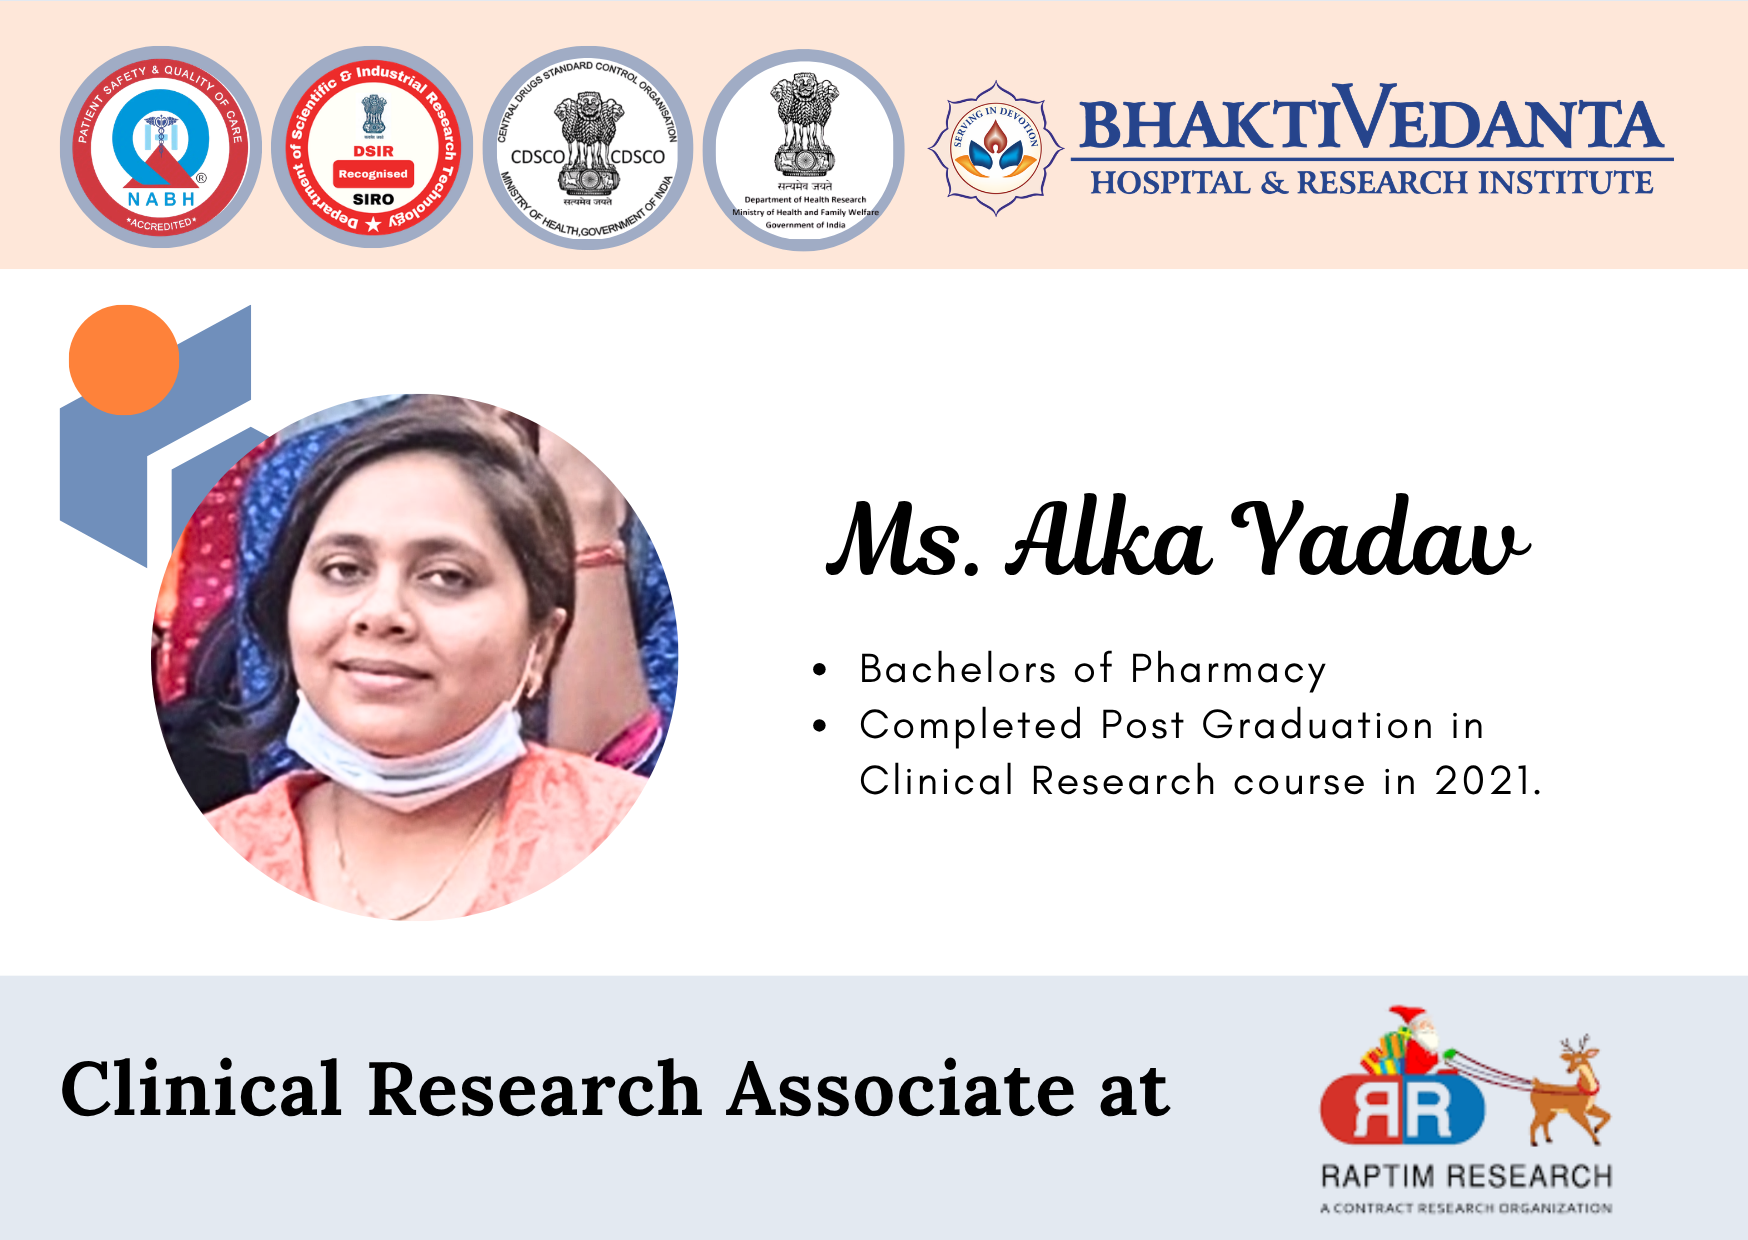 PATIENT SAFETY & QUALITY OF CARE
®
NABH
*ACCREDITED*
Department of Scientific & Industrial Research Technology
DSIR
Recognised
SIRO
CENTRAL DRUGS STANDARD CONTROL ORGANISATION
CDSCO CDSCO
सत्यमेव जयते
MINISTRY OF HEALTH,GOVERNMENT OF INDIA
सत्यमेव जयते
Department of Health Research
Ministry of Health and Family Welfare
Government of India
SERVING IN DEVOTION
BHAKTIVEDANTA
HOSPITAL & RESEARCH INSTITUTE
Ms. Alka Yadav
• Bachelors of Pharmacy
• Completed Post Graduation in
Clinical Research course in 2021.
Clinical Research Associate at
RR
RAPTIM RESEARCH
A CONTRACT RESEARCH ORGANIZATION